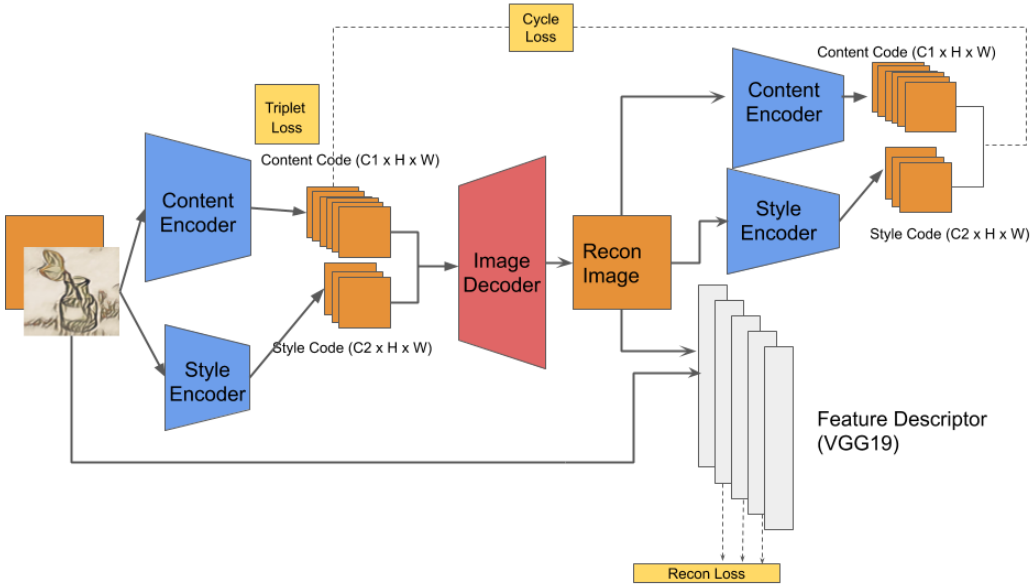 Cycle
Loss
Content Code (C1 x H x W)
Triplet
Loss
Content
Encoder
Content Code (C1 x H x W)
Content
Encoder
Style
Encoder
Style Code (C2 x H x W)
Image
Decoder
Recon
Image
Style Code (C2 x H x W)
Style
Encoder
Feature Descriptor
(VGG19)
Recon Loss